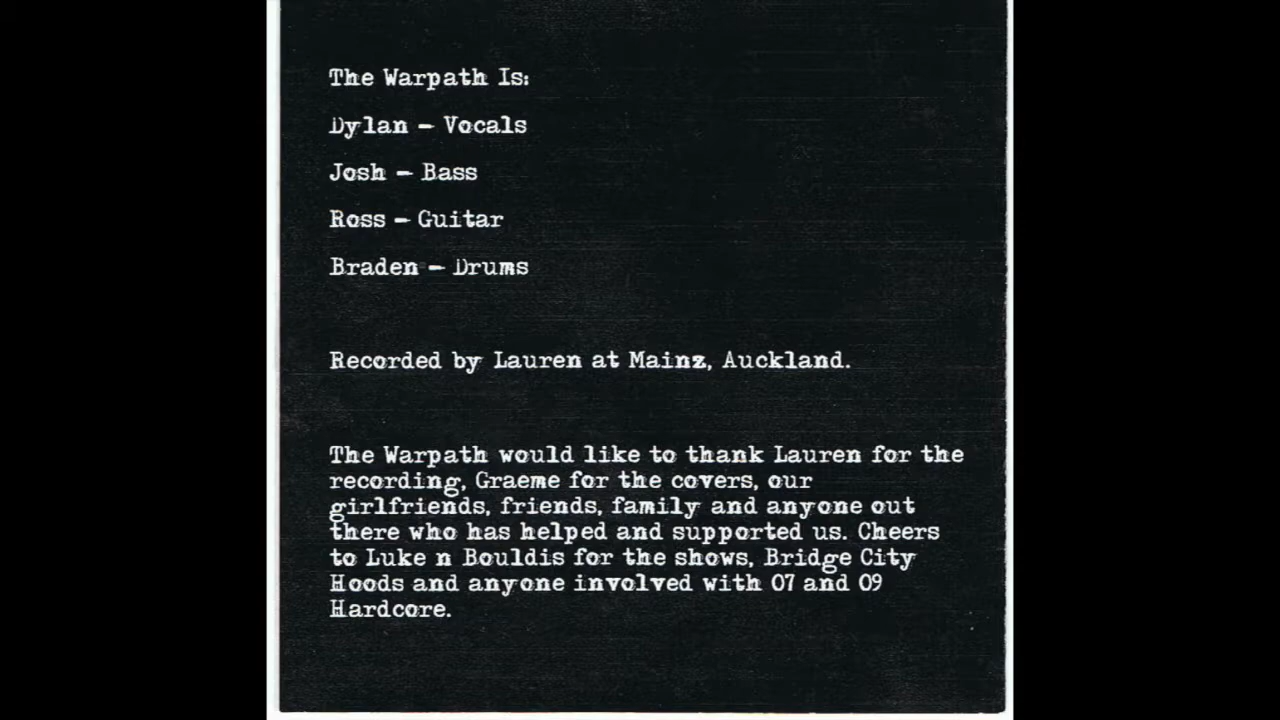 The Warpath Is:
Dylan - Vocals
Josh - Bass
Ross - Guitar
Braden - Drums
Recorded by Lauren at Mainz, Auckland.
The Warpath would like to thank Lauren for the
recording, Graeme for the covers, our
girlfriends, friends, family and anyone out
there who has helped and supported us. Cheers
to Luke n Bouldis for the shows, Bridge City
Hoods and anyone involved with 07 and 09
Hardcore.